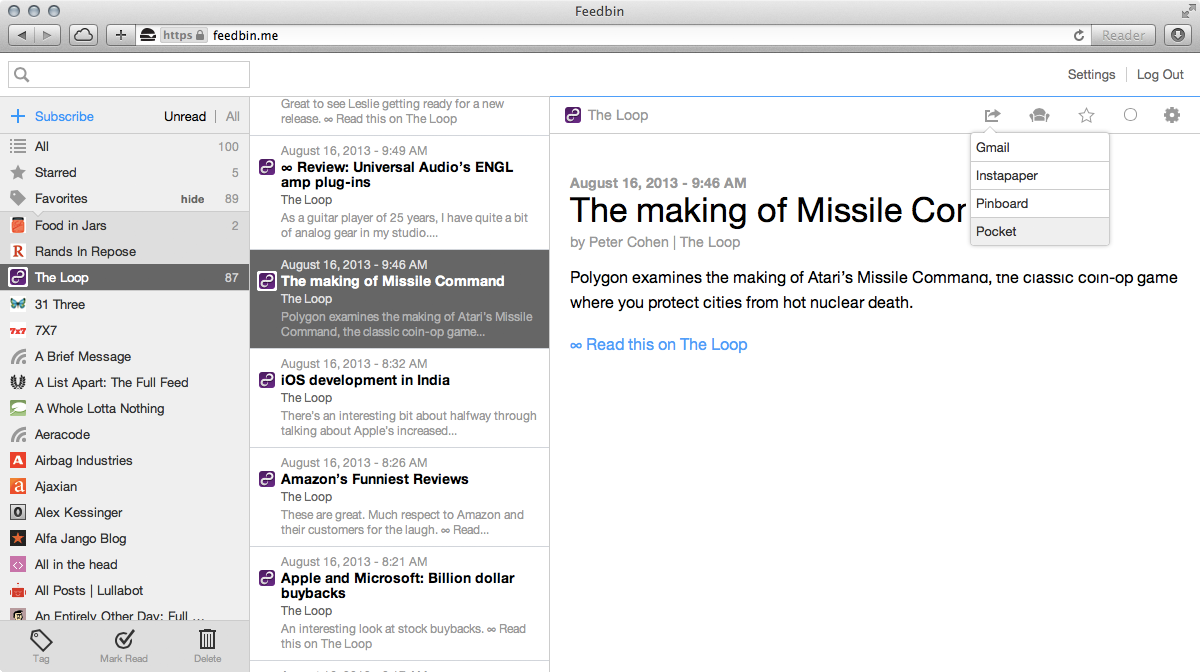 Feedbin
https
feedbin.me
Reader
Settings
Log Out
Subscribe
Unread
All
All 100
Starred 5
Favorites hide 89
Food in Jars 2
Rands In Repose
The Loop 87
31 Three
7X7
A Brief Message
A List Apart: The Full Feed
A Whole Lotta Nothing
Aeracode
Airbag Industries
Ajaxian
Alex Kessinger
Alfa Jango Blog
All in the head
All Posts | Lullabot
An Entirely Other Day: Full ...
Tag
Mark Read
Delete
Great to see Leslie getting ready for a new
release. ∞ Read this on The Loop
August 16, 2013 - 9:49 AM
∞ Review: Universal Audio’s ENGL
amp plug-ins
The Loop
As a guitar player of 25 years, I have quite a bit
of analog gear in my studio....
August 16, 2013 - 9:46 AM
The making of Missile Command
The Loop
Polygon examines the making of Atari’s Missile
Command, the classic coin-op game...
August 16, 2013 - 8:32 AM
iOS development in India
The Loop
There’s an interesting bit about halfway through
talking about Apple’s increased...
August 16, 2013 - 8:26 AM
Amazon’s Funniest Reviews
The Loop
These are great. Much respect to Amazon and
their customers for the laugh. ∞ Read...
August 16, 2013 - 8:21 AM
Apple and Microsoft: Billion dollar
buybacks
The Loop
An interesting look at stock buybacks. ∞ Read
this on The Loop
The Loop
Gmail
Instapaper
Pinboard
Pocket
August 16, 2013 - 9:46 AM
The making of Missile Cor
by Peter Cohen | The Loop
Polygon examines the making of Atari’s Missile Command, the classic coin-op game
where you protect cities from hot nuclear death.
∞ Read this on The Loop